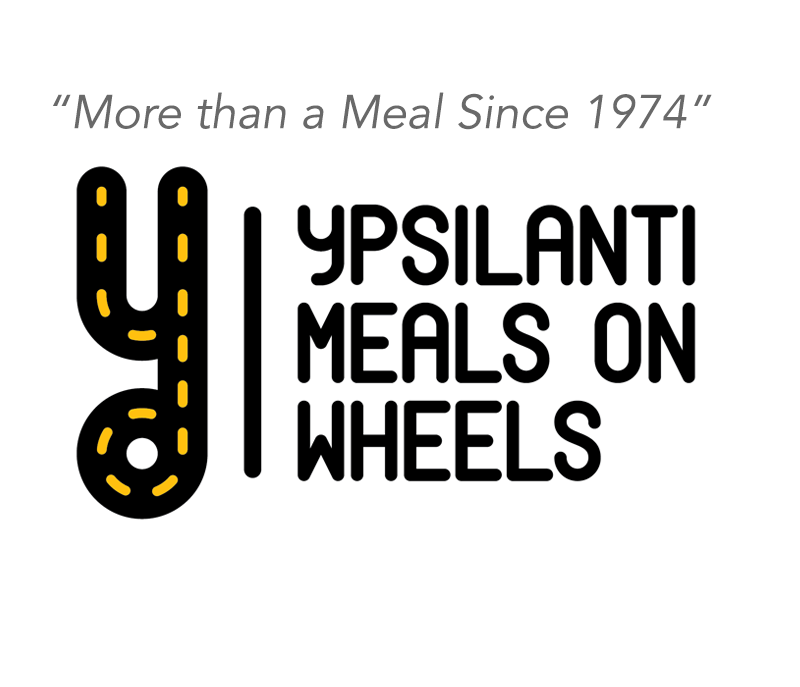 “More than a Meal Since 1974”
YPSILANTI
MEALS ON
WHEELS